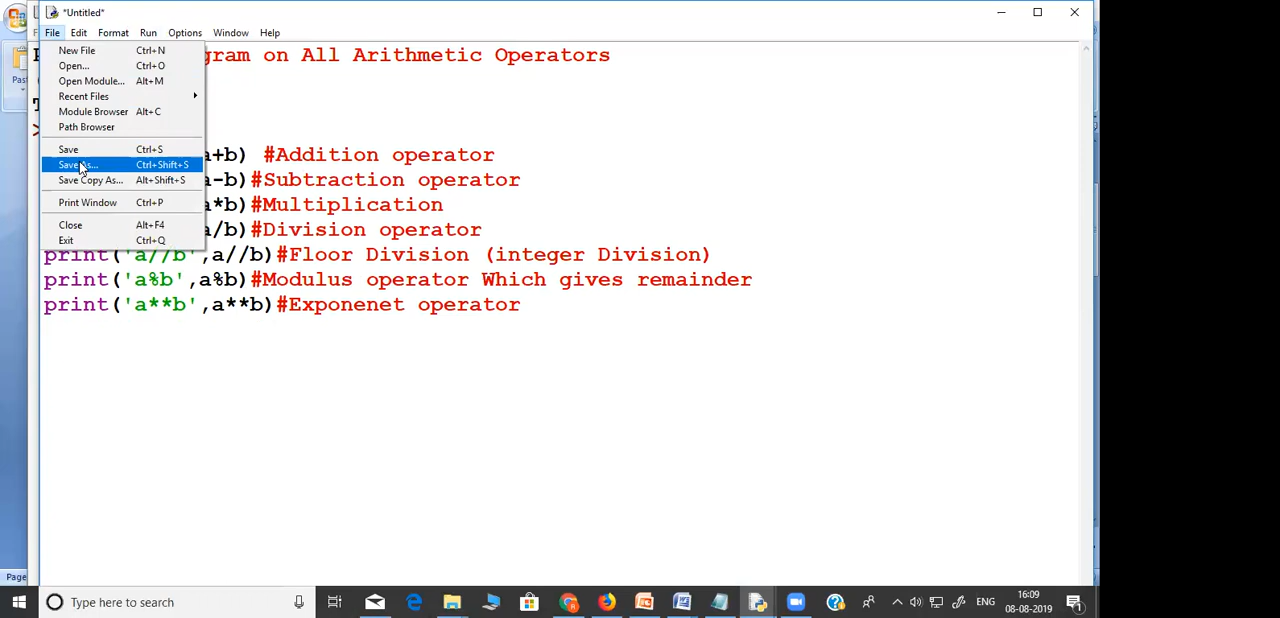 *Untitled*
File Edit Format Run Options Window Help
New File Ctrl+N
Open... Ctrl+O
Open Module... Alt+M
Recent Files
Module Browser Alt+C
Path Browser
Save Ctrl+S
Save As... Ctrl+Shift+S
Save Copy As... Alt+Shift+S
Print Window Ctrl+P
Close Alt+F4
Exit Ctrl+Q
gram on All Arithmetic Operators
a+b) #Addition operator
a-b)#Subtraction operator
a*b)#Multiplication
a/b)#Division operator
print('a//b',a//b)#Floor Division (integer Division)
print('a%b',a%b)#Modulus operator Which gives remainder
print('a**b',a**b)#Exponenet operator
Past
Page
Type here to search
ENG
16:09
08-08-2019